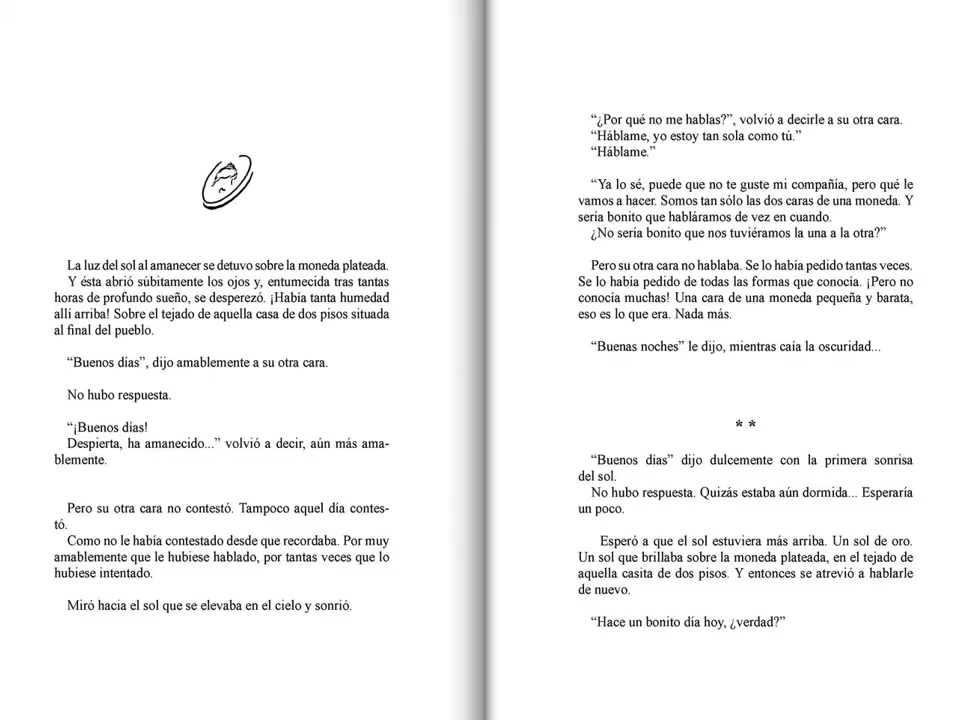 La luz del sol al amanecer se detuvo sobre la moneda plateada.
Y ésta abrió súbitamente los ojos y, entumecida tras tantas
horas de profundo sueño, se desperezó. ¡Había tanta humedad
allí arriba! Sobre el tejado de aquella casa de dos pisos situada
al final del pueblo.
“Buenos días”, dijo amablemente a su otra cara.
No hubo respuesta.
“¡Buenos días!
Despierta, ha amanecido...” volvió a decir, aún más ama-
blemente.
Pero su otra cara no contestó. Tampoco aquel día contes-
tó.
Como no le había contestado desde que recordaba. Por muy
amablemente que le hubiese hablado, por tantas veces que lo
hubiese intentado.
Miró hacia el sol que se elevaba en el cielo y sonrió.
“¿Por qué no me hablas?”, volvió a decirle a su otra cara.
“Háblame, yo estoy tan sola como tú.”
“Háblame.”
“Ya lo sé, puede que no te guste mi compañía, pero qué le
vamos a hacer. Somos tan sólo las dos caras de una moneda. Y
sería bonito que habláramos de vez en cuando.
¿No sería bonito que nos tuviéramos la una a la otra?”
Pero su otra cara no hablaba. Se lo había pedido tantas veces.
Se lo había pedido de todas las formas que conocía. ¡Pero no
conocía muchas! Una cara de una moneda pequeña y barata,
eso es lo que era. Nada más.
“Buenas noches” le dijo, mientras caía la oscuridad...
* *
“Buenos días” dijo dulcemente con la primera sonrisa
del sol.
No hubo respuesta. Quizás estaba aún dormida... Esperaría
un poco.
Esperó a que el sol estuviera más arriba. Un sol de oro.
Un sol que brillaba sobre la moneda plateada, en el tejado de
aquella casita de dos pisos. Y entonces se atrevió a hablarle
de nuevo.
“Hace un bonito día hoy, ¿verdad?”